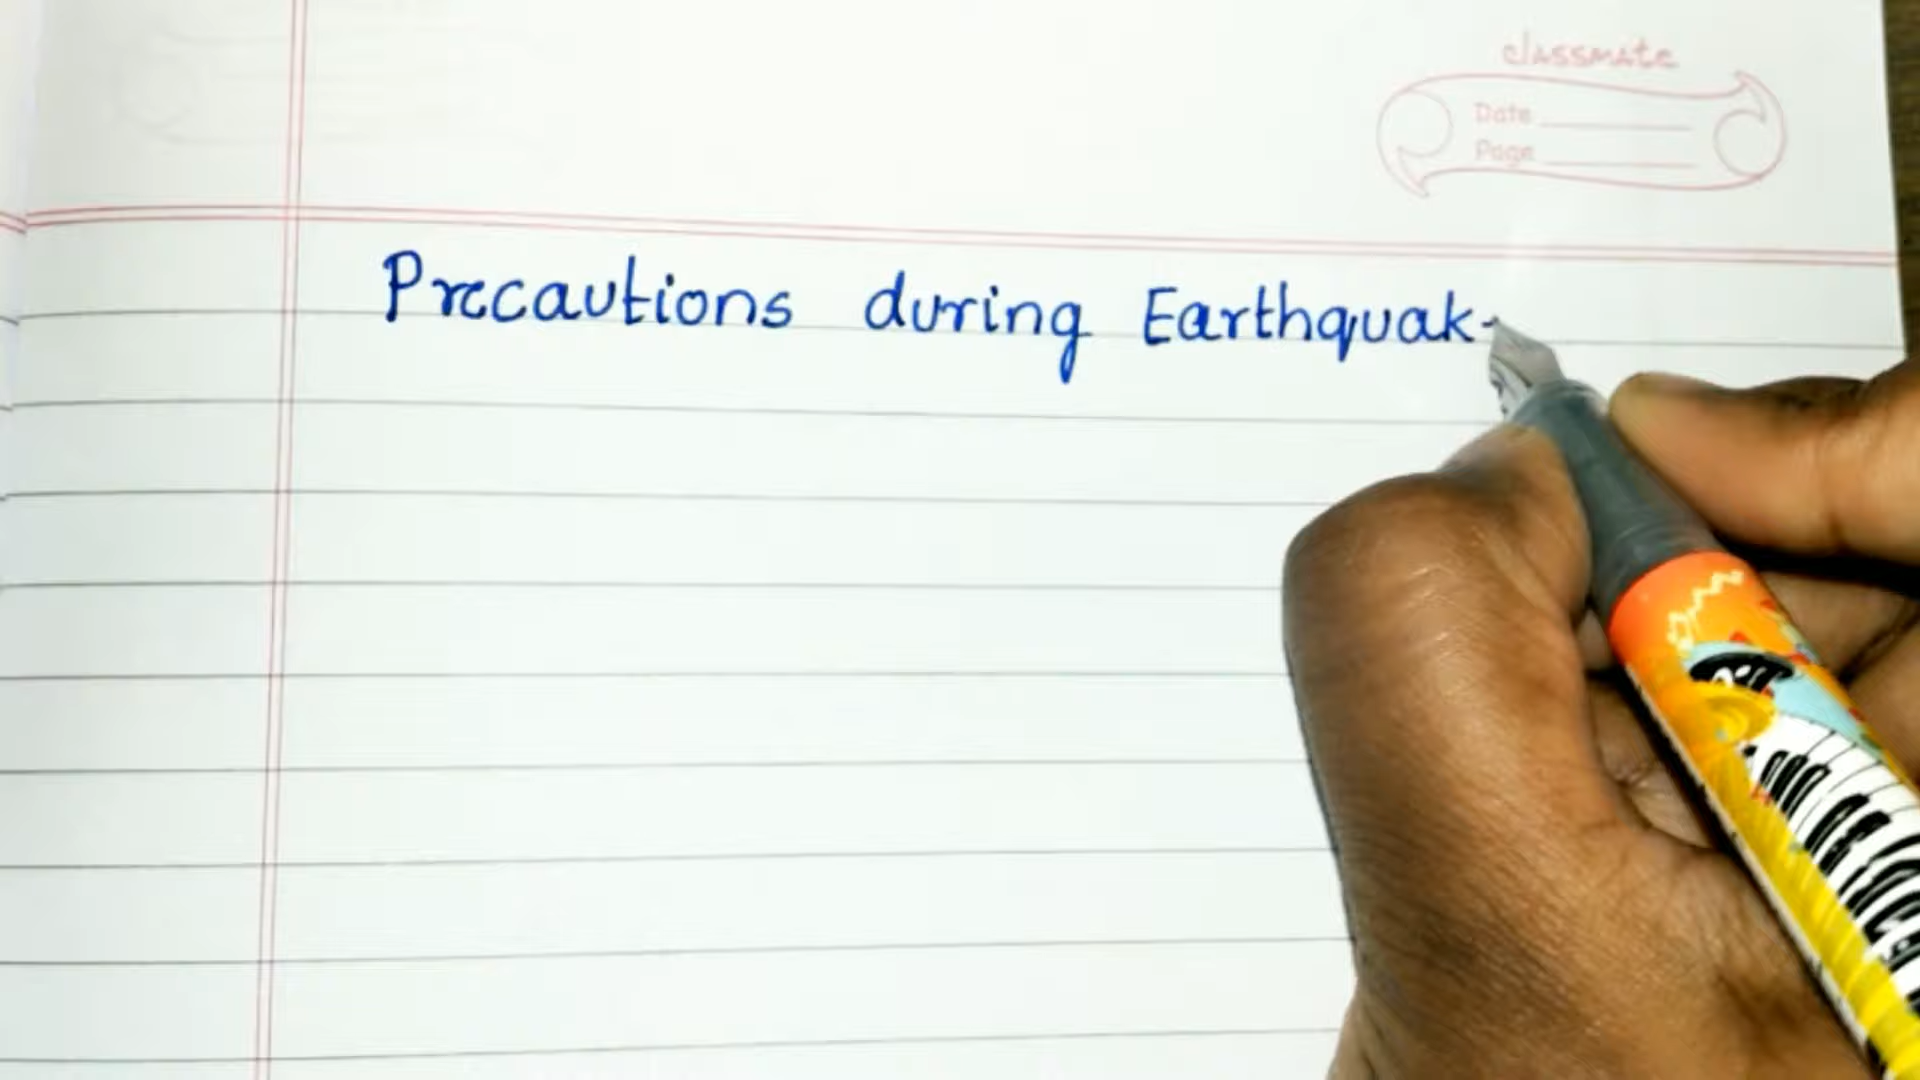 classmate
Date
Page
Precautions during Earthquak